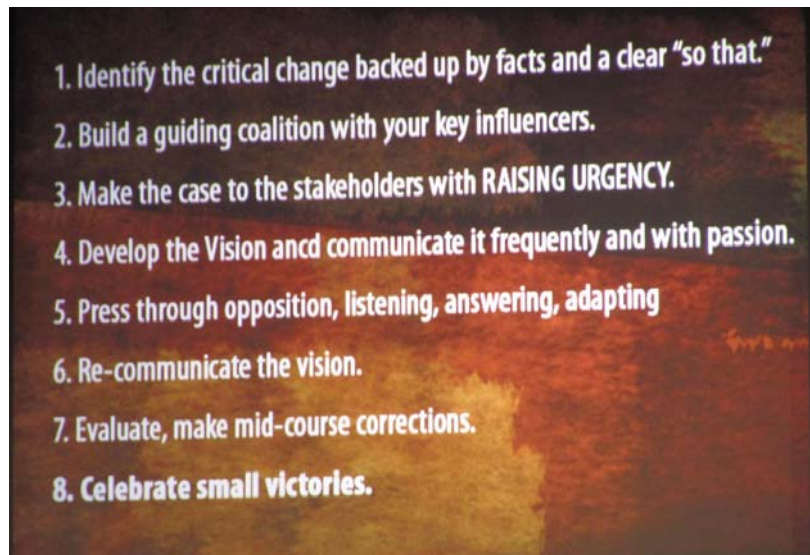 1. Identify the critical change backed up by facts and a clear “so that.”
2. Build a guiding coalition with your key influencers.
3. Make the case to the stakeholders with RAISING URGENCY.
4. Develop the Vision ancd communicate it frequently and with passion.
5. Press through opposition, listening, answering, adapting
6. Re-communicate the vision.
7. Evaluate, make mid-course corrections.
8. Celebrate small victories.